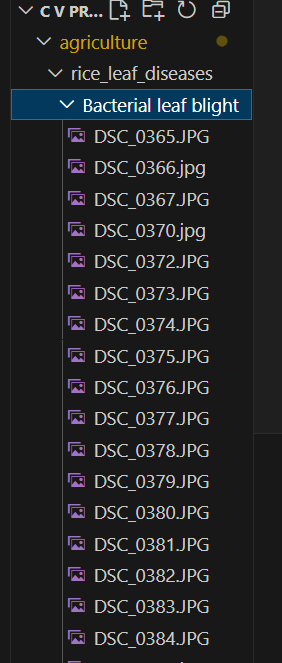 C V PR...
agriculture
rice_leaf_diseases
Bacterial leaf blight
DSC_0365.JPG
DSC_0366.jpg
DSC_0367.JPG
DSC_0370.jpg
DSC_0372.JPG
DSC_0373.JPG
DSC_0374.JPG
DSC_0375.JPG
DSC_0376.JPG
DSC_0377.JPG
DSC_0378.JPG
DSC_0379.JPG
DSC_0380.JPG
DSC_0381.JPG
DSC_0382.JPG
DSC_0383.JPG
DSC_0384.JPG